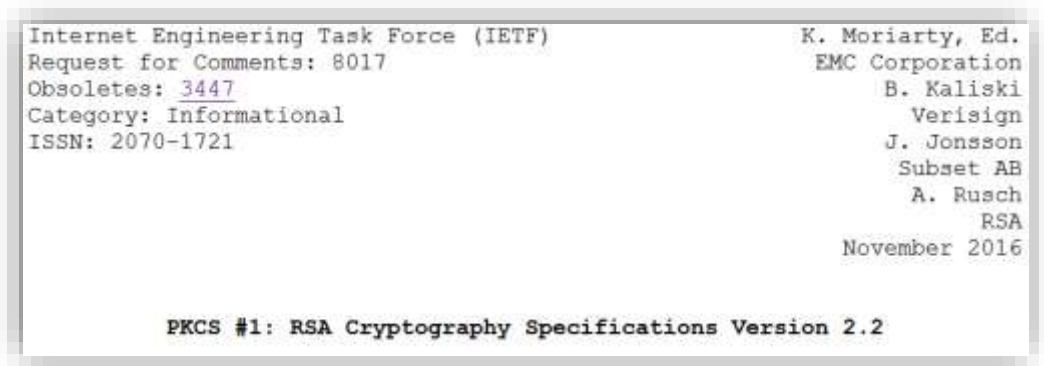 Internet Engineering Task Force (IETF) K. Moriarty, Ed.
Request for Comments: 8017 EMC Corporation
Obsoletes: 3447 B. Kaliski
Category: Informational Verisign
ISSN: 2070-1721 J. Jonsson
Subset AB
A. Rusch
RSA
November 2016
PKCS #1: RSA Cryptography Specifications Version 2.2